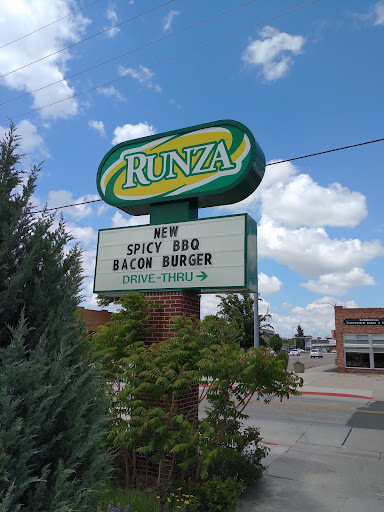 RUNZA
NEW
SPICY BBQ
BACON BURGER
DRIVE-THRU →